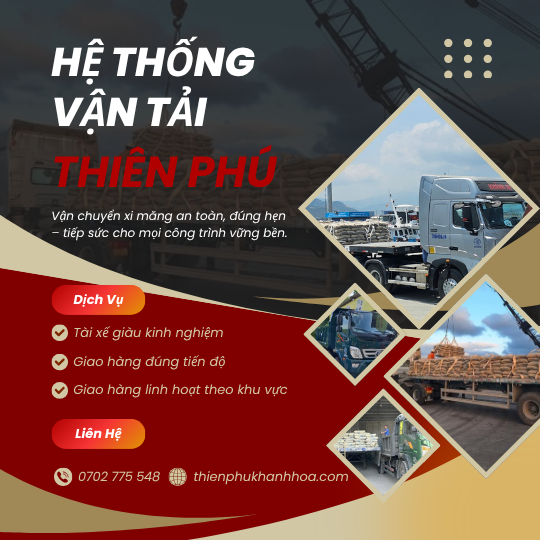 HỆ THỐNG
VẬN TẢI
THIÊN PHÚ
Vận chuyển xi măng an toàn, đúng hẹn
– tiếp sức cho mọi công trình vững bền.
Dịch Vụ
Tài xế giàu kinh nghiệm
Giao hàng đúng tiến độ
Giao hàng linh hoạt theo khu vực
Liên Hệ
0702 775 548 thienphukhanhhoa.com